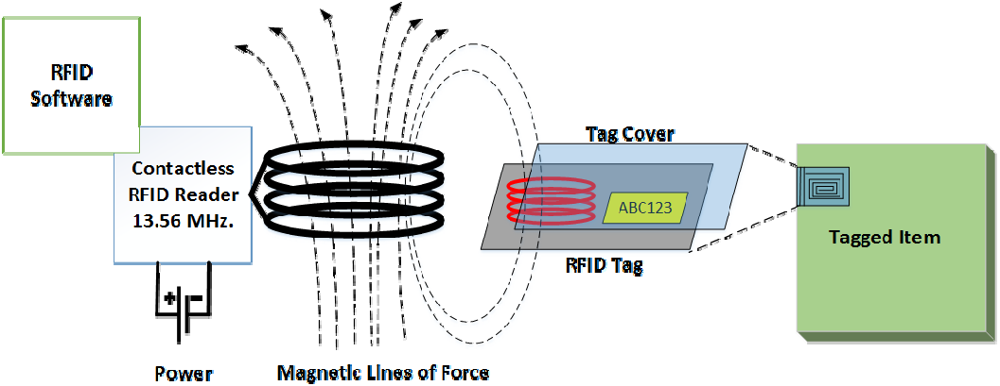 RFID
Software
Contactless
RFID Reader
13.56 MHz.
+ -
Power
Magnetic Lines of Force
Tag Cover
ABC123
RFID Tag
Tagged Item